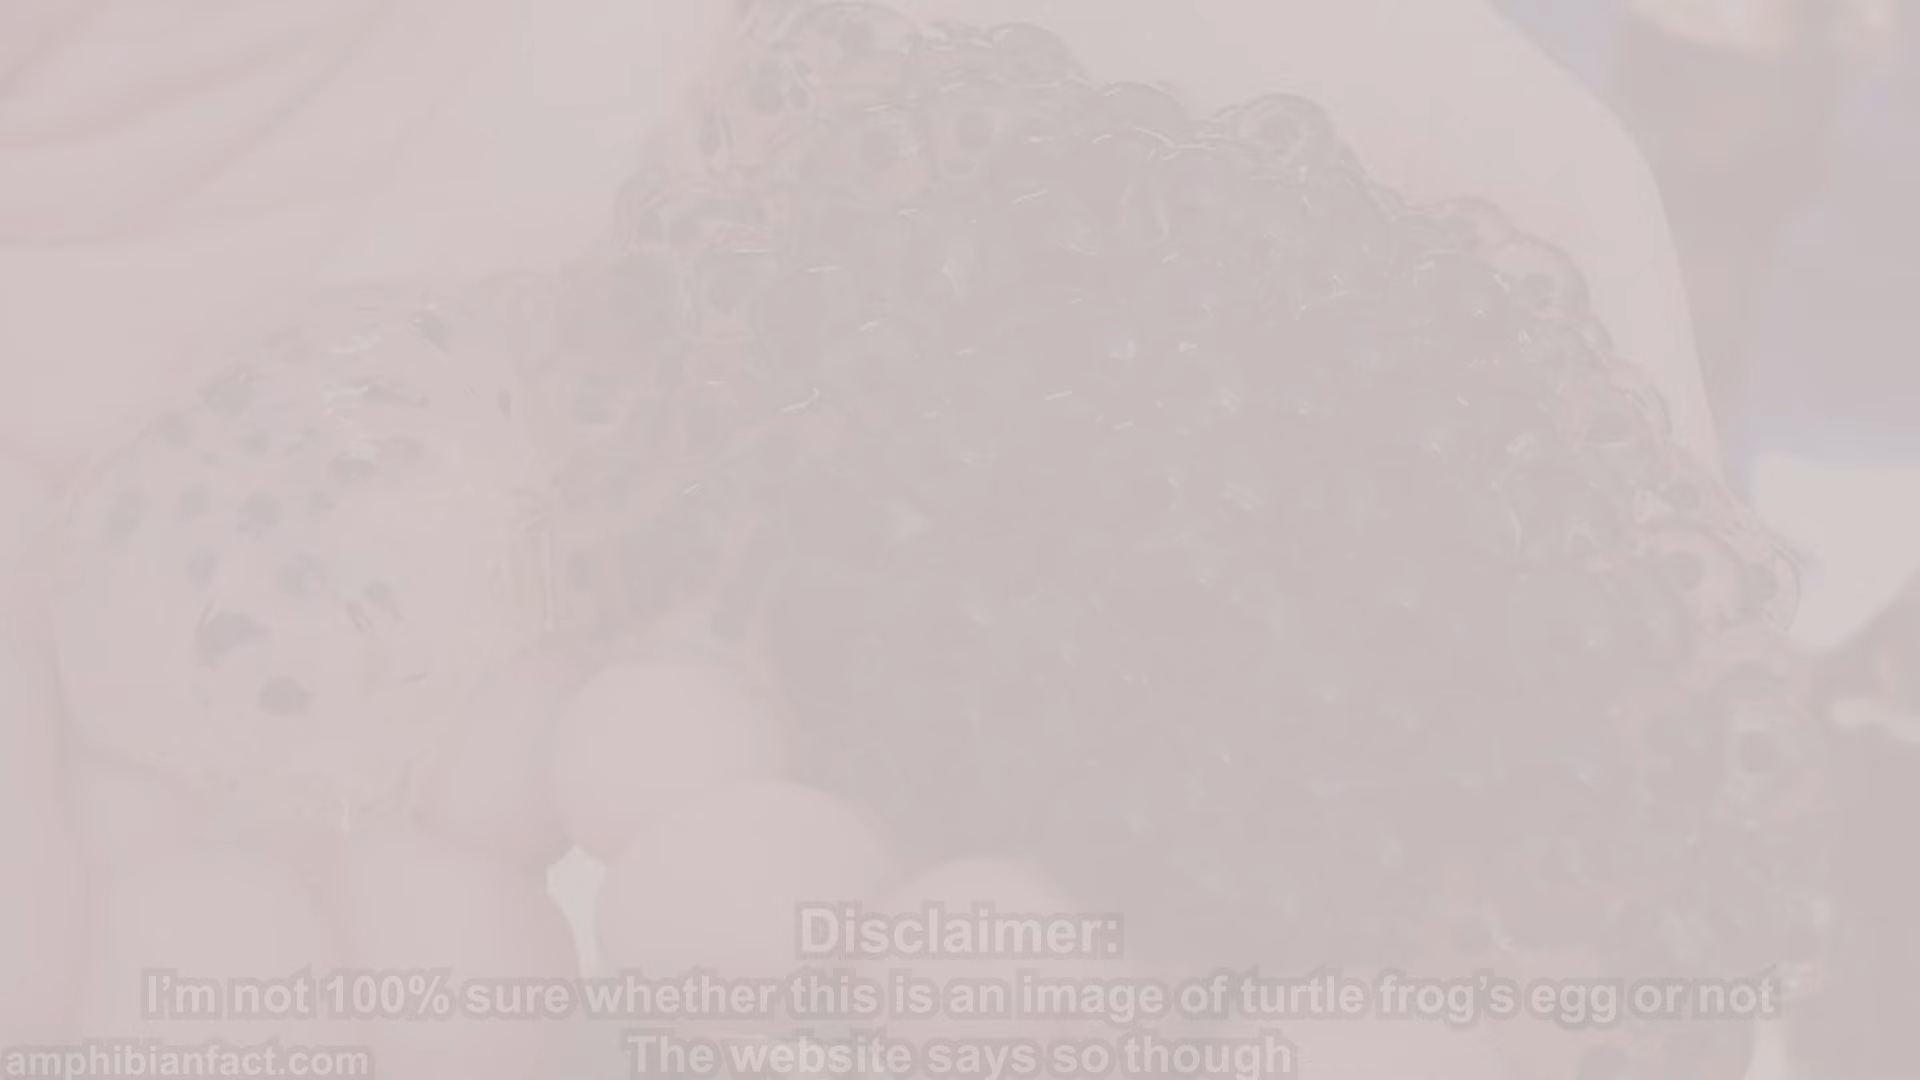 Disclaimer:
I'm not 100% sure whether this is an image of turtle frog's egg or not
The website says so though
amphibianfact.com